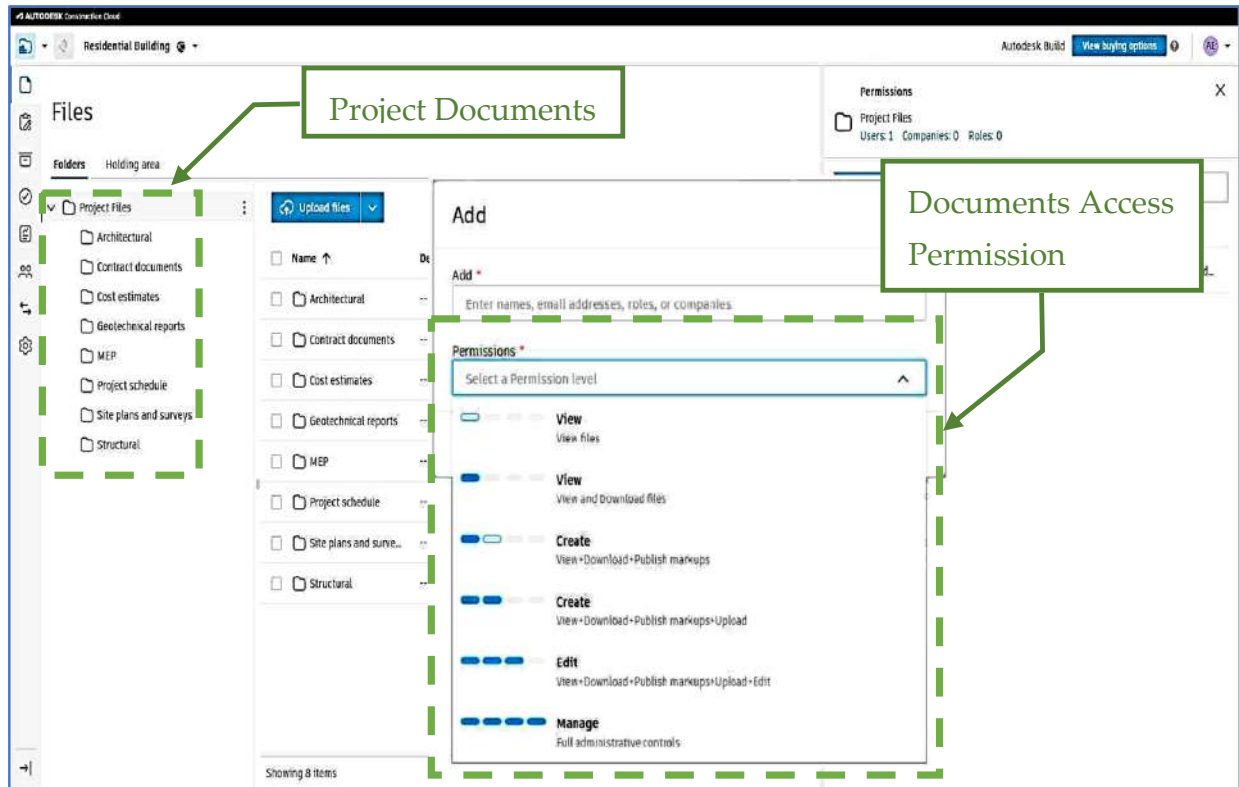 AUTODESK Construction Cloud
Residential Building
Autodesk Build
View buying options
AE
Files
Project Documents
Permissions
X
Project Files
Users: 1 Companies: 0 Roles: 0
Folders
Holding area
Documents Access
Permission
Project Files
Architectural
Contract documents
Cost estimates
Geotechnical reports
MEP
Project schedule
Site plans and surveys
Structural
Upload files
Name ↑
De
Architectural
--
Contract documents
--
Cost estimates
--
Geotechnical reports
--
MEP
--
Project schedule
--
Site plans and surve...
--
Structural
--
Showing 8 items
Add
Add *
Enter names, email addresses, roles, or companies
Permissions *
Select a Permission level
View
View files
View
View and Download files
Create
View+Download+Publish markups
Create
View+Download+Publish markups+Upload
Edit
View+Download+Publish markups+Upload+Edit
Manage
Full administrative controls